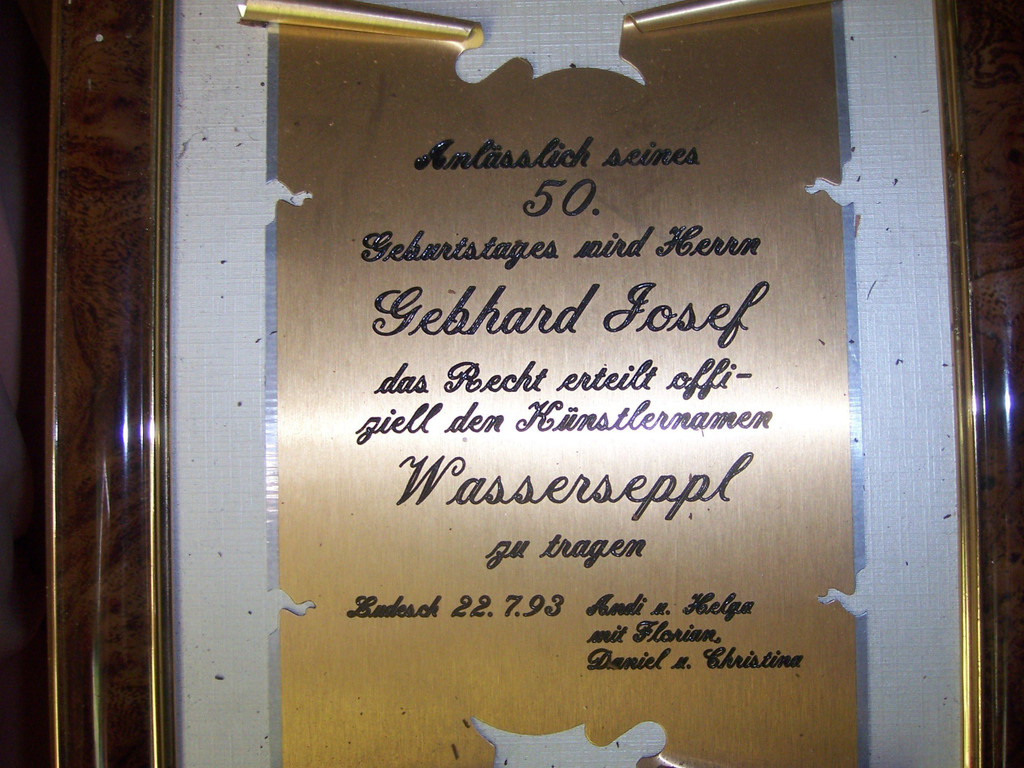 Anlässlich seines
50.
Geburtstages wird Herrn
Gebhard Josef
das Recht erteilt offi-
ziell den Künstlernamen
Wasserseppl
zu tragen
Ludesch 22.7.93 Andi u. Helga
mit Florian,
Daniel u. Christina